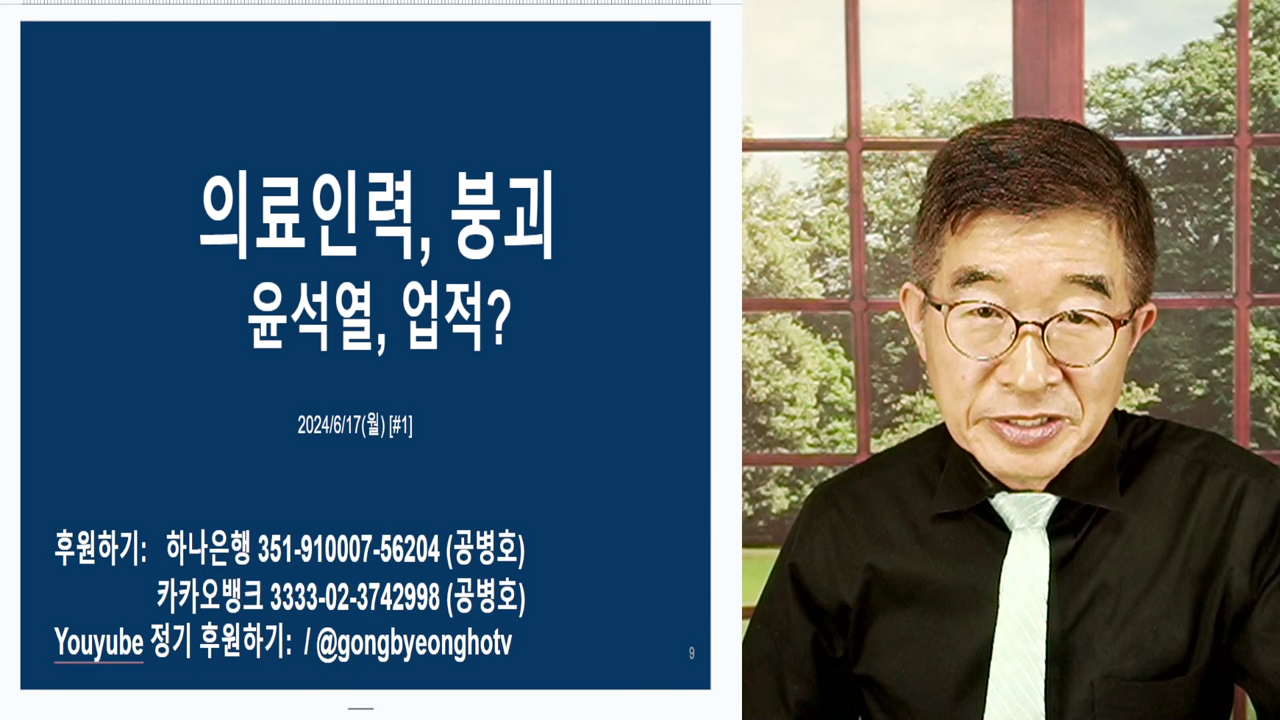 의료인력, 붕괴
윤석열, 업적?
2024/6/17(월) [#1]
후원하기: 하나은행 351-910007-56204 (공병호)
카카오뱅크 3333-02-3742998 (공병호)
Youyube 정기 후원하기: / @gongbyeonghotv
9